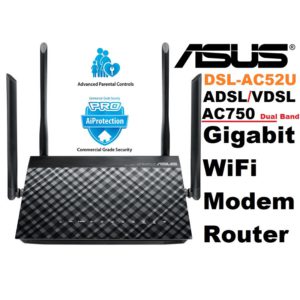 Advanced Parental Controls
PRO
AiProtection
Commercial Grade Security
ASUS
DSL-AC52U
ADSL/VDSL
AC750 Dual Band
Gigabit
WiFi
Modem
Router